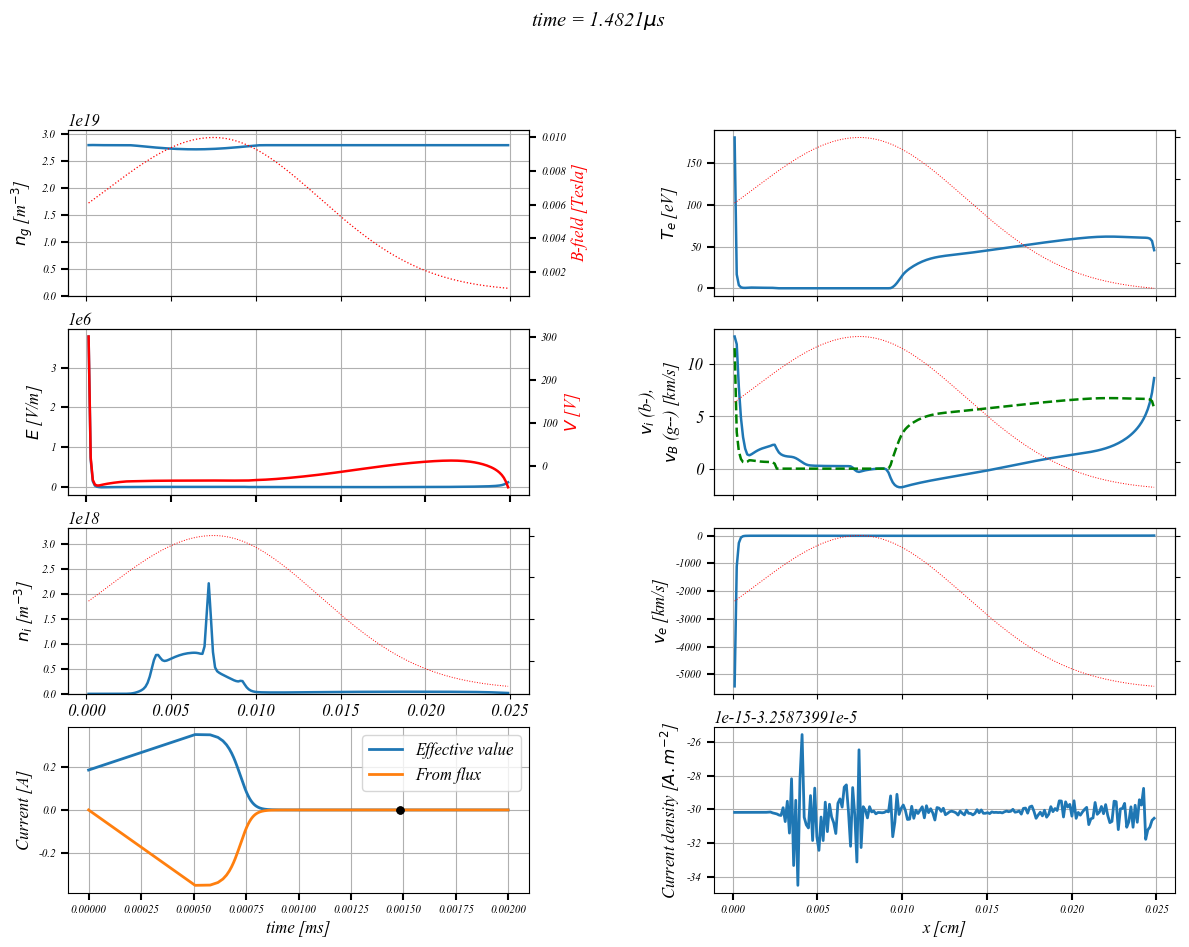 time = 1.4821μs
1e19
3.0
2.5
2.0
1.5
1.0
0.5
0.0
n_g [m^{-3}]
0.010
0.008
0.006
0.004
0.002
B-field [Tesla]
150
100
50
0
T_e [eV]
1e6
3
2
1
0
E [V/m]
300
200
100
0
V [V]
10
5
0
v_i (b-),
v_B (g--) [km/s]
1e18
3.0
2.5
2.0
1.5
1.0
0.5
0.0
n_i [m^{-3}]
0.000 0.005 0.010 0.015 0.020 0.025
0
-1000
-2000
-3000
-4000
-5000
v_e [km/s]
0.2
0.0
-0.2
Current [A]
Effective value
From flux
0.00000 0.00025 0.00050 0.00075 0.00100 0.00125 0.00150 0.00175 0.00200
time [ms]
1e-15-3.25873991e-5
-26
-28
-30
-32
-34
Current density [A.m^{-2}]
0.000 0.005 0.010 0.015 0.020 0.025
x [cm]